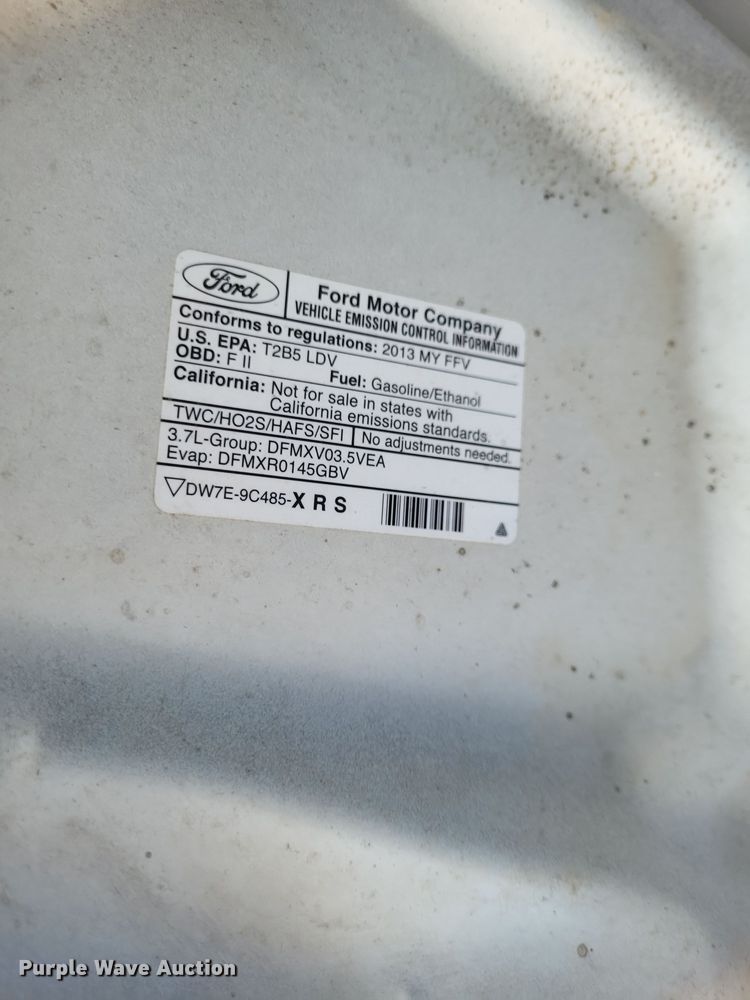 Ford
Ford Motor Company
VEHICLE EMISSION CONTROL INFORMATION
Conforms to regulations: 2013 MY FFV
U.S. EPA: T2B5 LDV
OBD: F II Fuel: Gasoline/Ethanol
California: Not for sale in states with
California emissions standards.
TWC/HO2S/HAFS/SFI No adjustments needed.
3.7L-Group: DFMXV03.5VEA
Evap: DFMXR0145GBV
DW7E-9C485-X R S
Purple Wave Auction